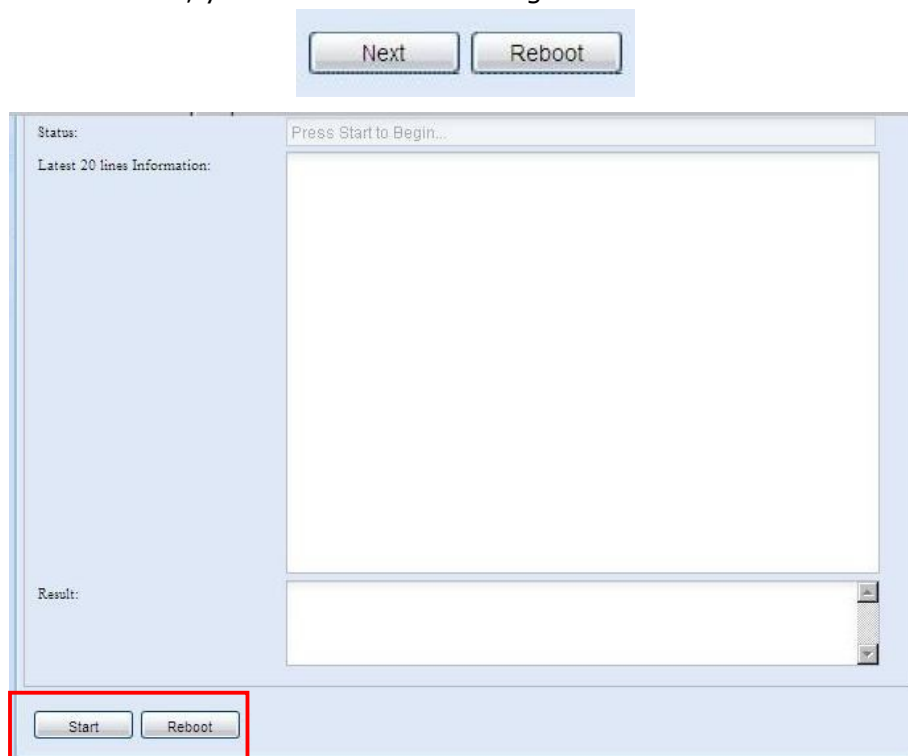 Next Reboot
Status: Press Start to Begin...
Latest 20 lines Information:
Result:
Start Reboot